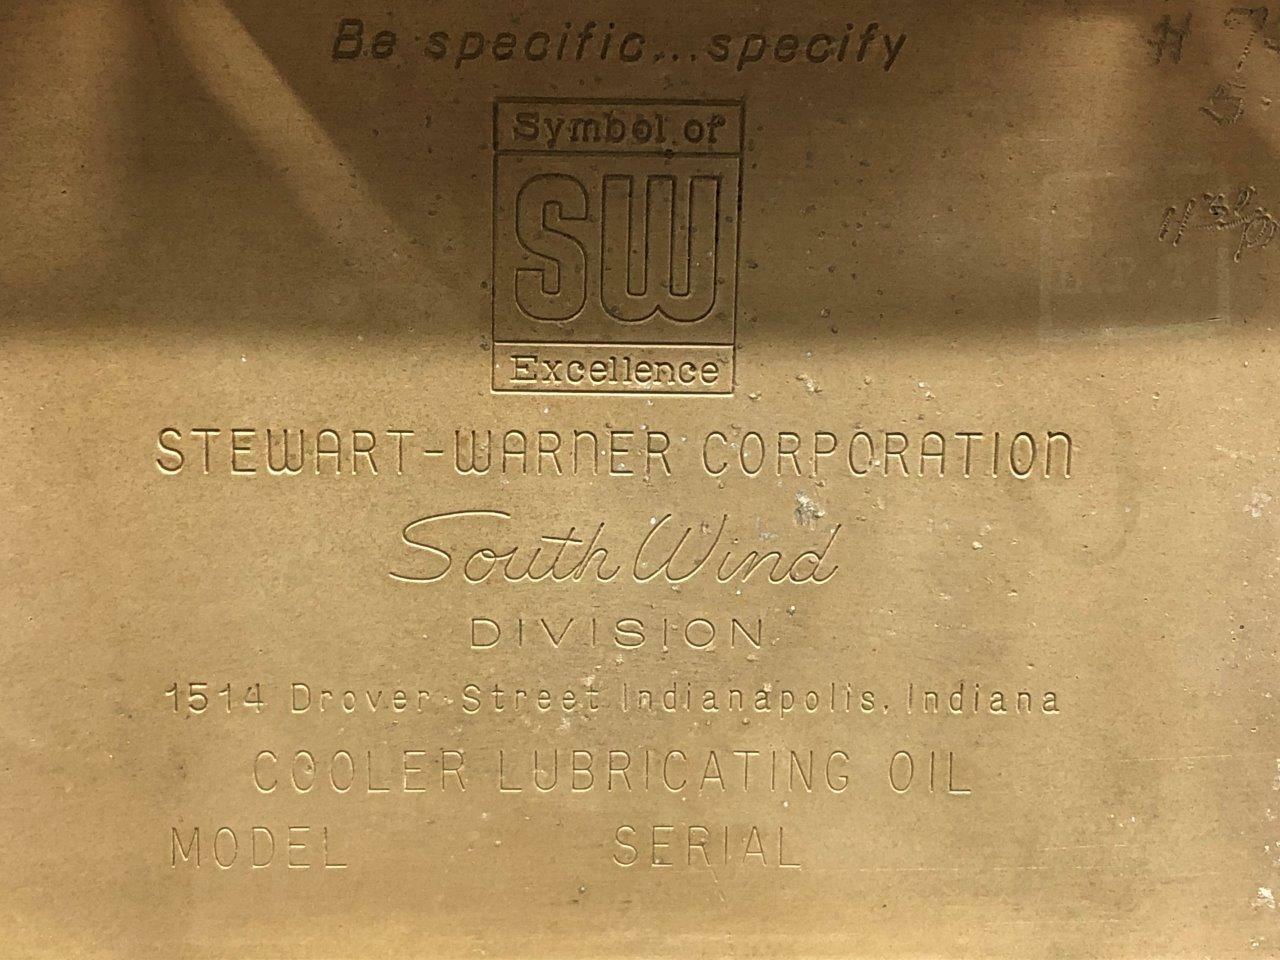 Be specific...specify
Symbol of
SW
Excellence
STEWART-WARNER CORPORATION
South Wind
DIVISION
1514 Drover Street Indianapolis, Indiana
COOLER LUBRICATING OIL
MODEL SERIAL